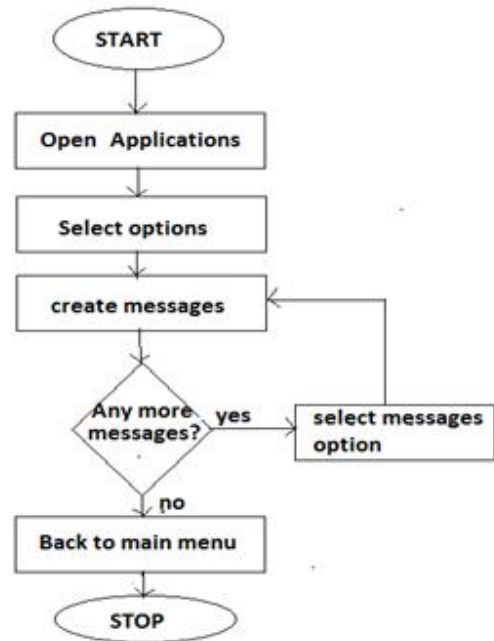 START
Open Applications
Select options
create messages
Any more
messages?
yes
select messages
option
no
Back to main menu
STOP